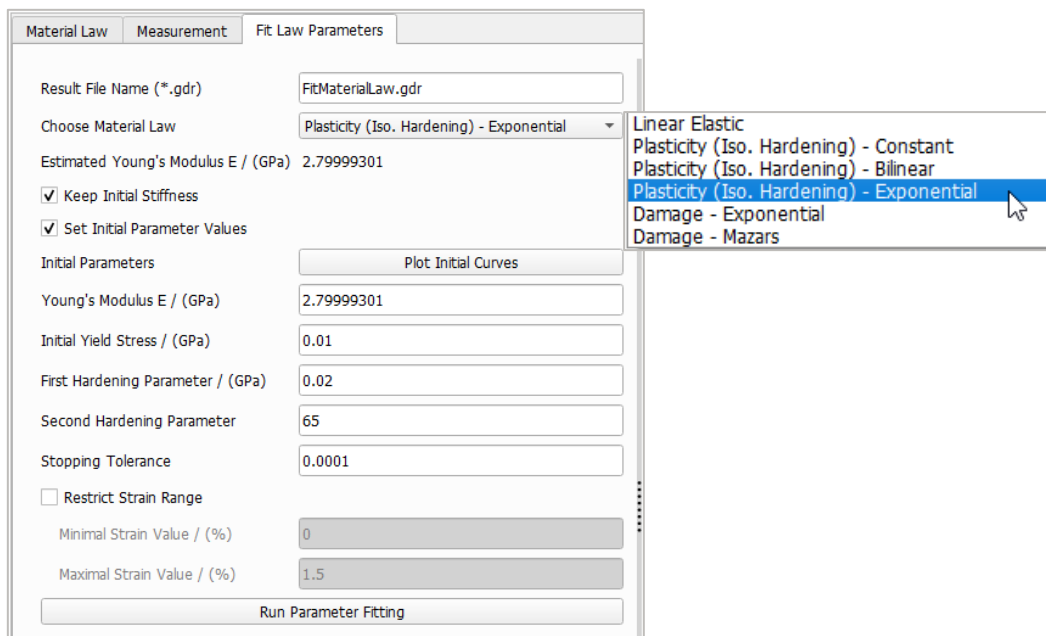 Material Law Measurement Fit Law Parameters
Result File Name (*.gdr) FitMaterialLaw.gdr
Choose Material Law Plasticity (Iso. Hardening) - Exponential
Linear Elastic
Plasticity (Iso. Hardening) - Constant
Plasticity (Iso. Hardening) - Bilinear
Plasticity (Iso. Hardening) - Exponential
Damage - Exponential
Damage - Mazars
Estimated Young's Modulus E / (GPa) 2.79999301
Keep Initial Stiffness
Set Initial Parameter Values
Initial Parameters Plot Initial Curves
Young's Modulus E / (GPa) 2.79999301
Initial Yield Stress / (GPa) 0.01
First Hardening Parameter / (GPa) 0.02
Second Hardening Parameter 65
Stopping Tolerance 0.0001
Restrict Strain Range
Minimal Strain Value / (%) 0
Maximal Strain Value / (%) 1.5
Run Parameter Fitting